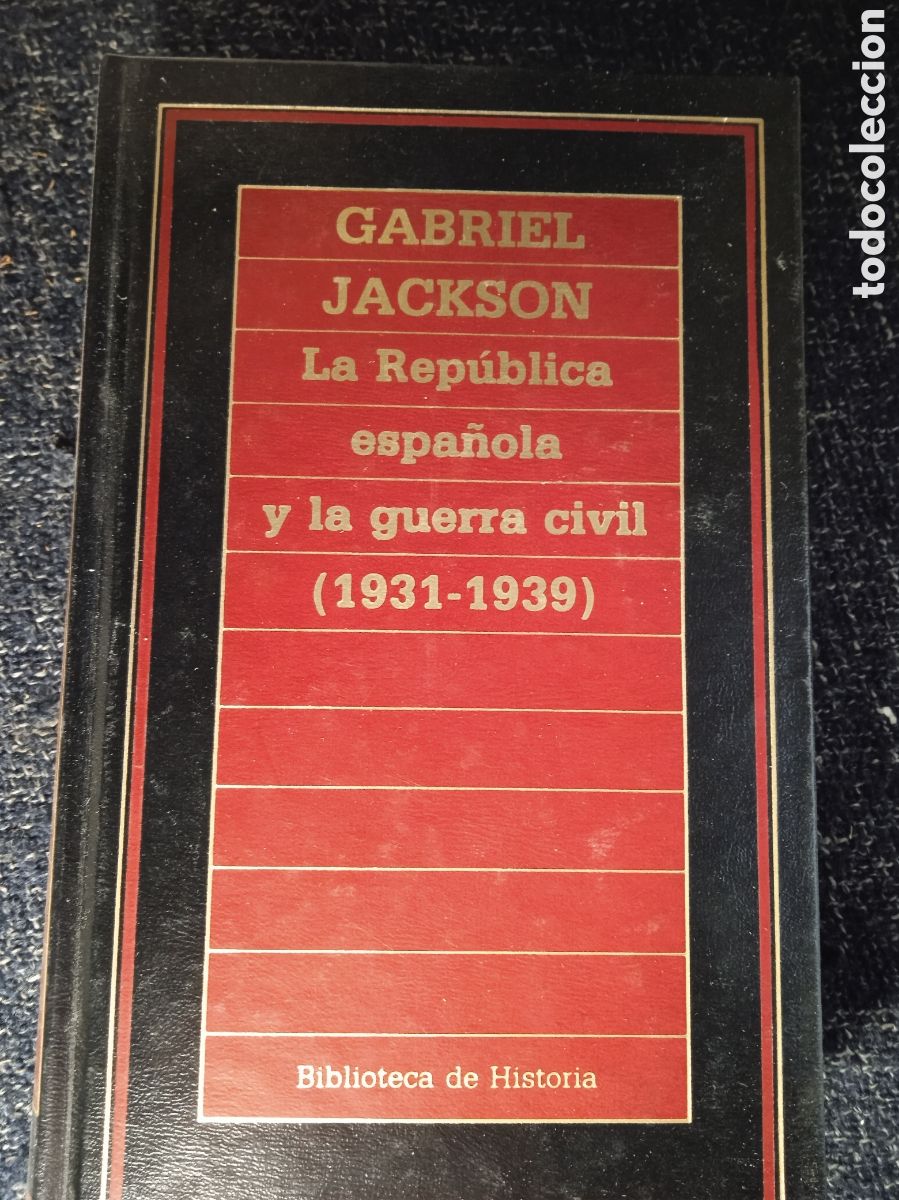 GABRIEL
JACKSON
La República
española
y la guerra civil
(1931-1939)
Biblioteca de Historia
todocoleccion